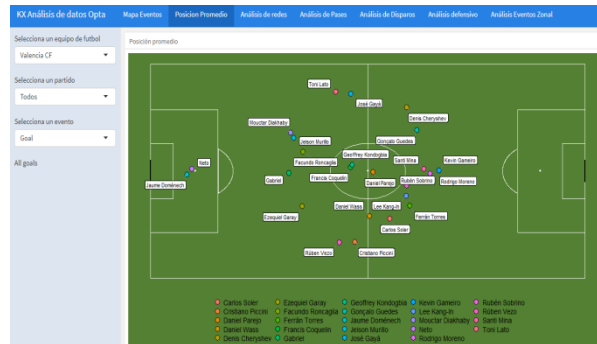 KX Análisis de datos Opta
Mapa Eventos
Posicion Promedio
Análisis de redes
Análisis de Pases
Análisis de Disparos
Análisis defensivo
Análisis Eventos Zonal
Selecciona un equipo de futbol
Valencia CF
Selecciona un partido
Todos
Selecciona un evento
Goal
All goals
Posición promedio
Toni Lato
José Gayá
Denis Cheryshev
Mouctar Diakhaby
Jeison Murillo
Gonçalo Guedes
Neto
Facundo Roncaglia
Geoffrey Kondogbia
Santi Mina
Kevin Gameiro
Jaume Domènech
Gabriel
Francis Coquelin
Daniel Parejo
Rubén Sobrino
Rodrigo Moreno
Ezequiel Garay
Daniel Wass
Lee Kang-in
Ferrán Torres
Carlos Soler
Rúben Vezo
Cristiano Piccini
Carlos Soler
Ezequiel Garay
Geoffrey Kondogbia
Kevin Gameiro
Rubén Sobrino
Cristiano Piccini
Facundo Roncaglia
Gonçalo Guedes
Lee Kang-in
Rúben Vezo
Daniel Parejo
Ferrán Torres
Jaume Domènech
Mouctar Diakhaby
Santi Mina
Daniel Wass
Francis Coquelin
Jeison Murillo
Neto
Toni Lato
Denis Cheryshev
Gabriel
José Gayá
Rodrigo Moreno